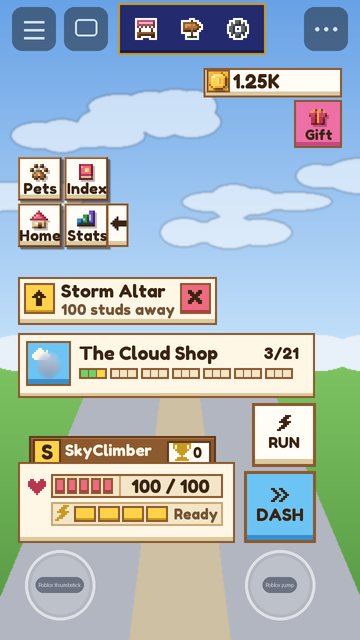 1.25K
Gift
Pets
Index
Home
Stats
Storm Altar
100 studs away
The Cloud Shop
3/21
RUN
S
SkyClimber
0
100 / 100
Ready
DASH
Roblox thumbstick
Roblox jump